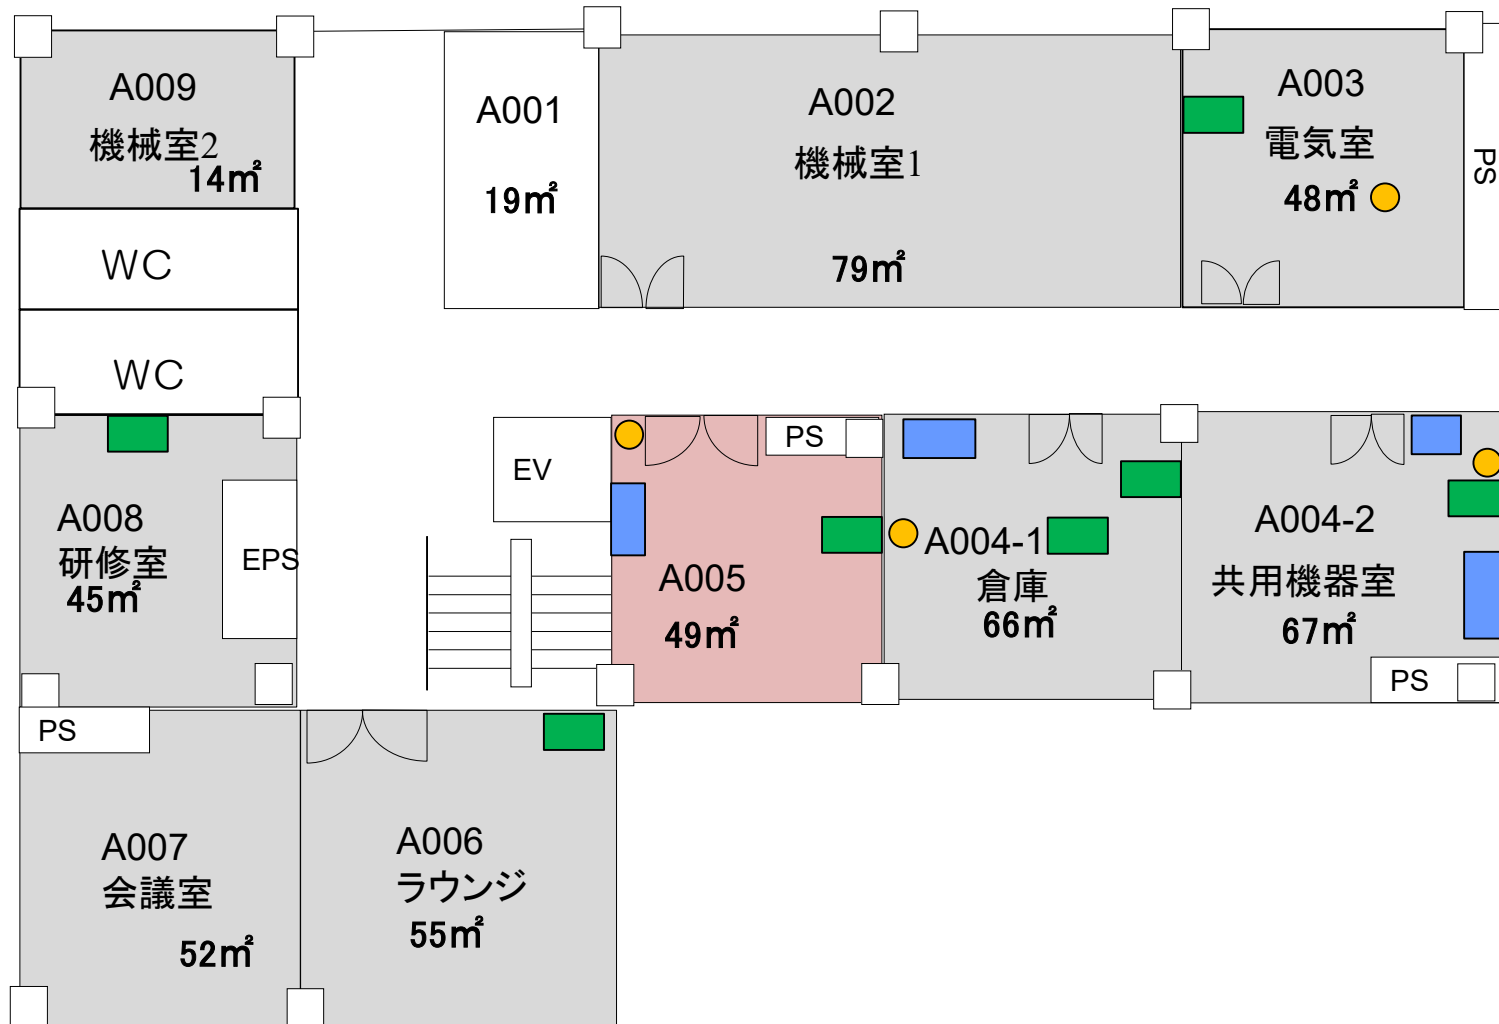 A009
機械室2
14㎡
A001
19㎡
A002
機械室1
79㎡
A003
電気室
48㎡
PS
WC
WC
A008
研修室
45㎡
EPS
EV
PS
A005
49㎡
A004-1
倉庫
66㎡
A004-2
共用機器室
67㎡
PS
PS
A007
会議室
52㎡
A006
ラウンジ
55㎡